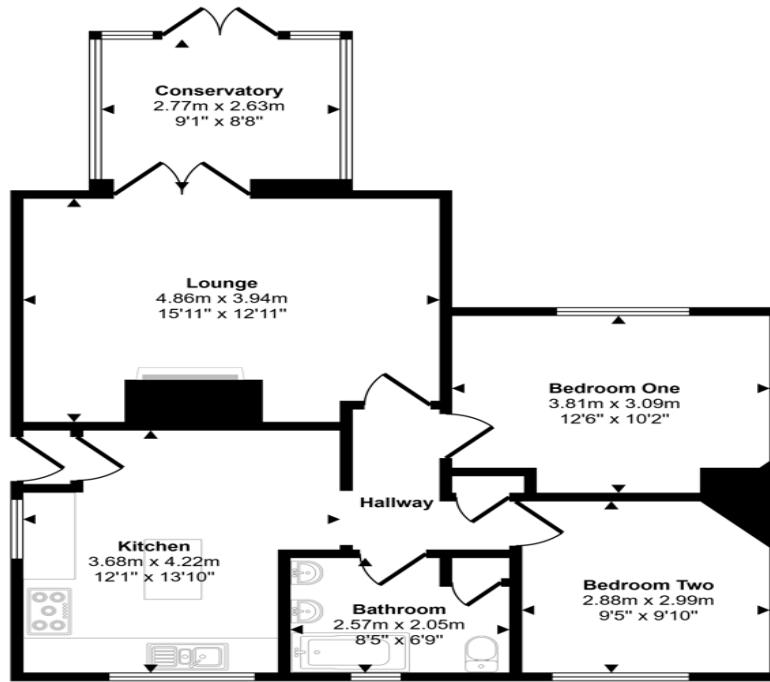 Conservatory
2.77m x 2.63m
9'1" x 8'8"
Lounge
4.86m x 3.94m
15'11" x 12'11"
Bedroom One
3.81m x 3.09m
12'6" x 10'2"
Hallway
Kitchen
3.68m x 4.22m
12'1" x 13'10"
Bathroom
2.57m x 2.05m
8'5" x 6'9"
Bedroom Two
2.88m x 2.99m
9'5" x 9'10"